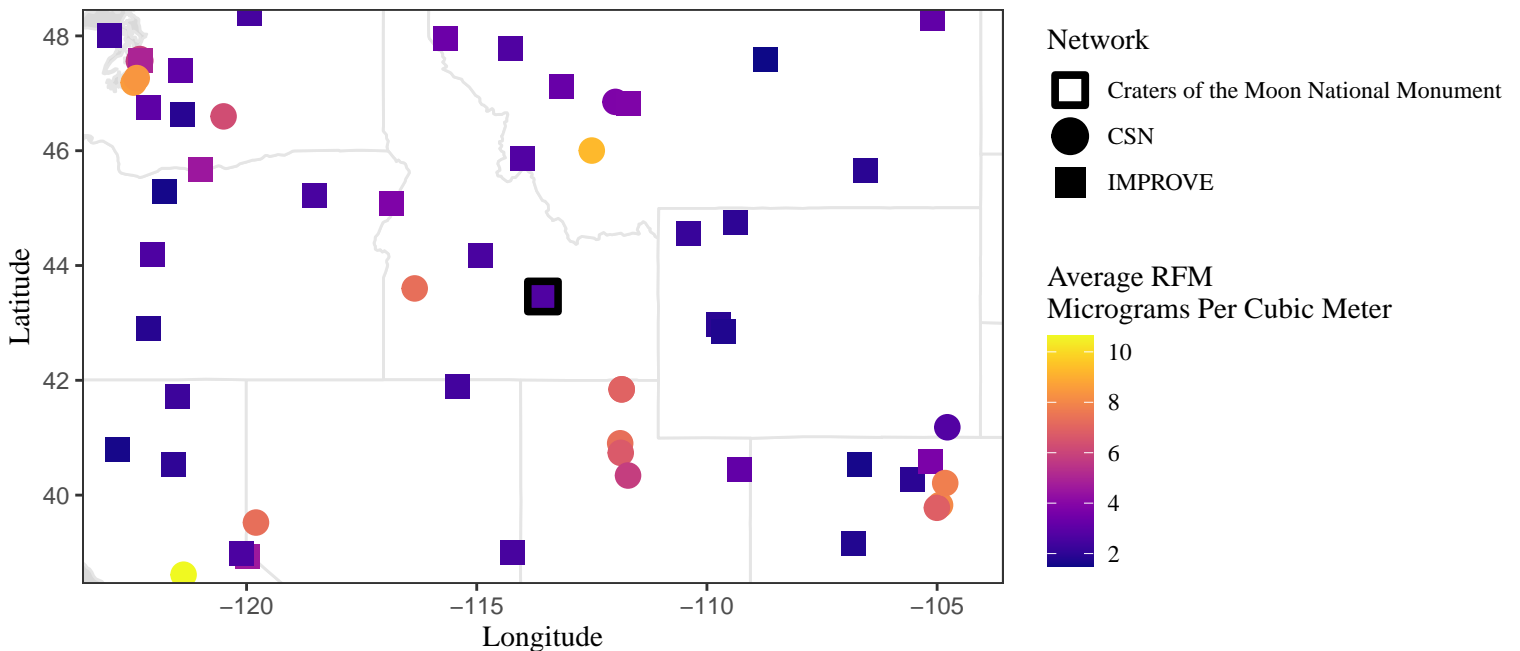 48
46
44
42
40
Latitude
−120
−115
−110
−105
Longitude
Network
Craters of the Moon National Monument
CSN
IMPROVE
Average RFM
Micrograms Per Cubic Meter
10
8
6
4
2